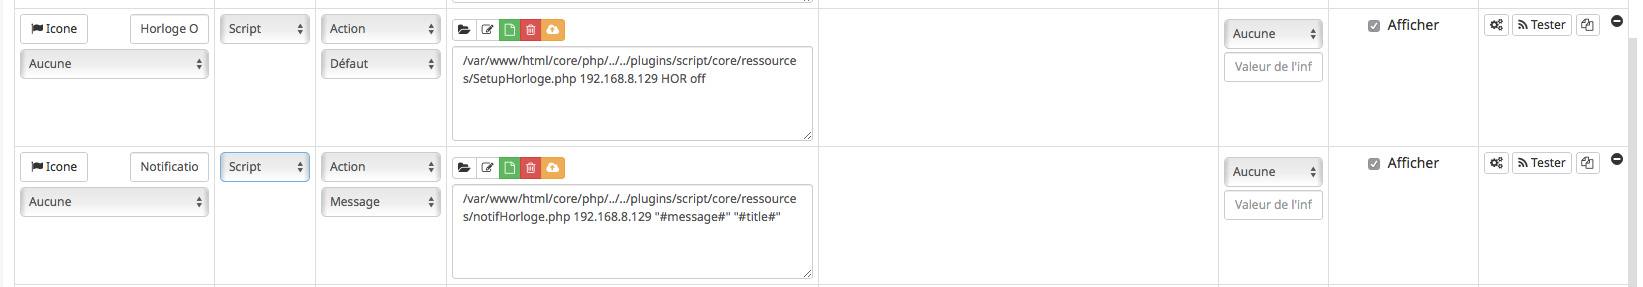 Icone
Horloge O
Script
Action
Aucune
Défaut
/var/www/html/core/php/../../plugins/script/core/ressource
s/SetupHorloge.php 192.168.8.129 HOR off
Aucune
Valeur de l'inf
Afficher
Tester
Icone
Notificatio
Script
Action
Aucune
Message
/var/www/html/core/php/../../plugins/script/core/ressource
s/notifHorloge.php 192.168.8.129 "#message#" "#title#"
Aucune
Valeur de l'inf
Afficher
Tester